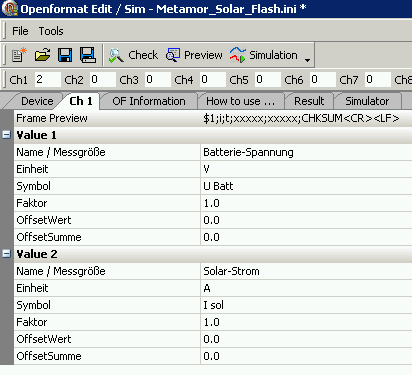 Openformat Edit / Sim - Metamor_Solar_Flash.ini *
File Tools
Check Preview Simulation
Ch1 2 Ch2 0 Ch3 0 Ch4 0 Ch5 0 Ch6 0 Ch7 0 Ch8
Device Ch 1 OF Information How to use ... Result Simulator
Frame Preview $1;i;t;xxxxx;xxxxx;CHKSUM<CR><LF>
Value 1
Name / Messgröße Batterie-Spannung
Einheit V
Symbol U Batt
Faktor 1.0
OffsetWert 0.0
OffsetSumme 0.0
Value 2
Name / Messgröße Solar-Strom
Einheit A
Symbol I sol
Faktor 1.0
OffsetWert 0.0
OffsetSumme 0.0